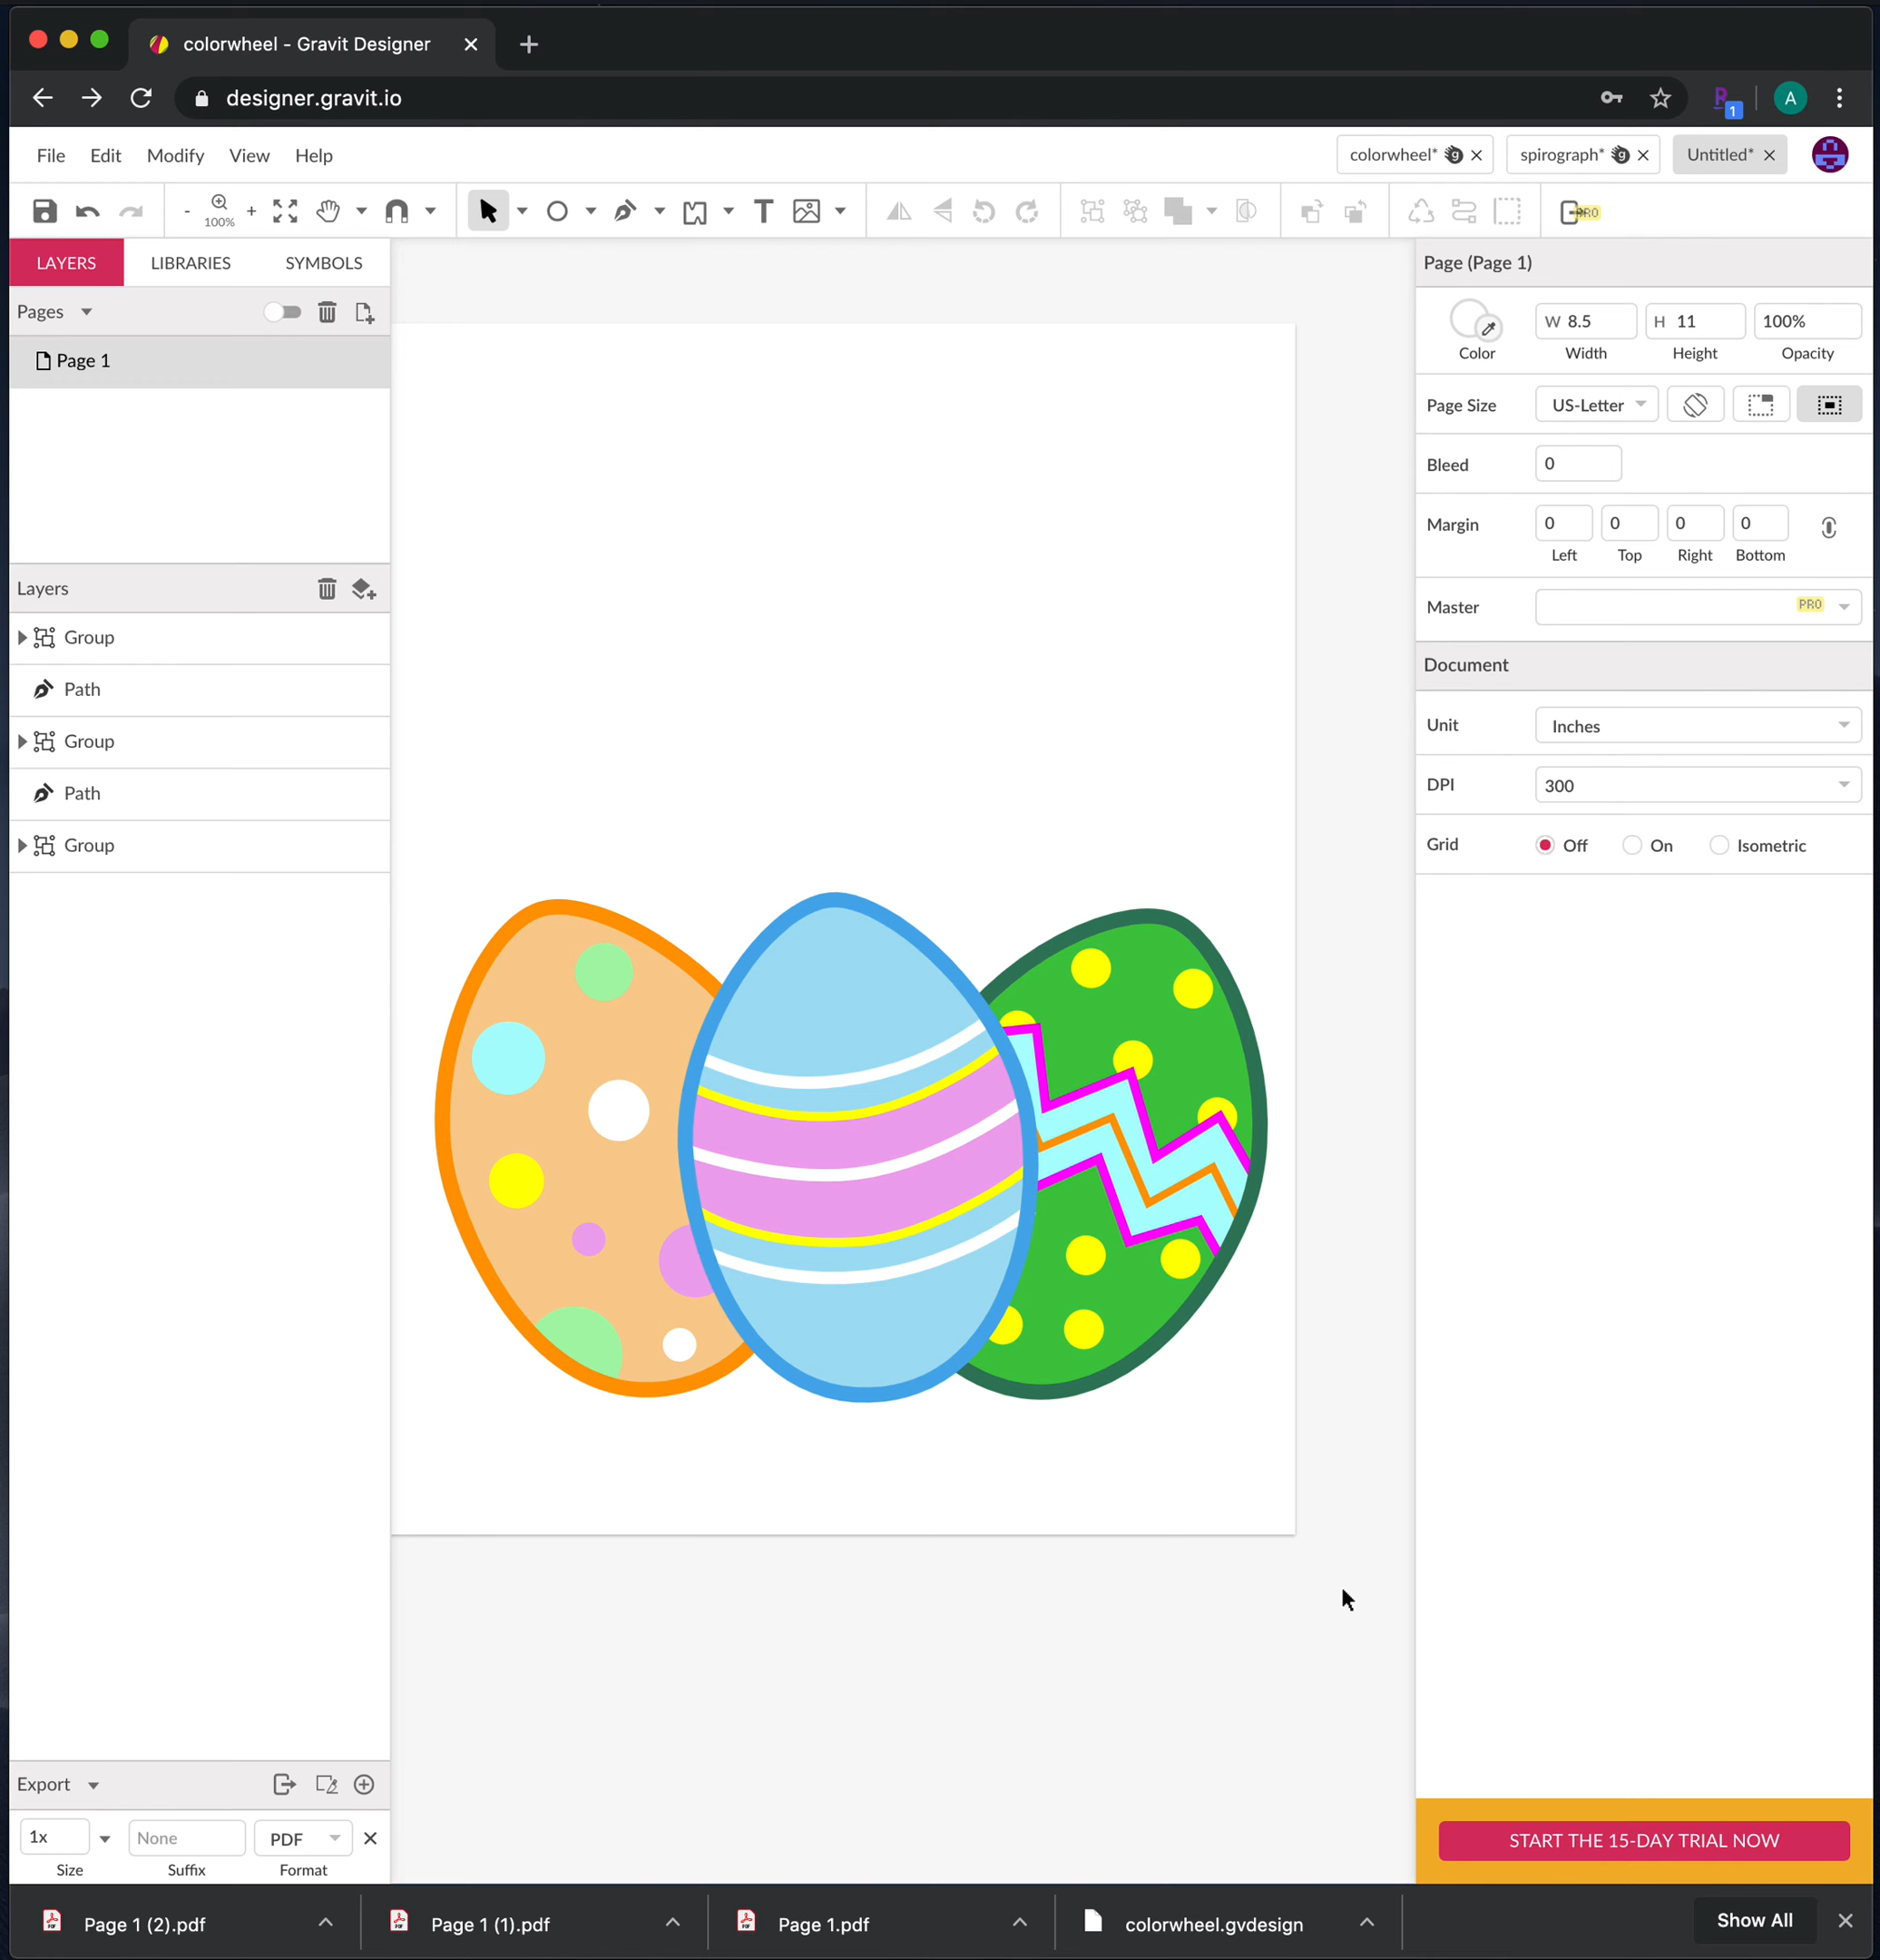 colorwheel - Gravit Designer
designer.gravit.io
1
A
File Edit Modify View Help
colorwheel* spirograph* Untitled*
- 100% +
T
PRO
LAYERS LIBRARIES SYMBOLS
Pages
Page 1
Layers
Group
Path
Group
Path
Group
Export
1x None PDF
Size Suffix Format
Page (Page 1)
W 8.5 H 11 100%
Color Width Height Opacity
Page Size US-Letter
Bleed 0
Margin 0 0 0 0
Left Top Right Bottom
Master PRO
Document
Unit Inches
DPI 300
Grid Off On Isometric
START THE 15-DAY TRIAL NOW
Page 1 (2).pdf Page 1 (1).pdf Page 1.pdf colorwheel.gvdesign Show All